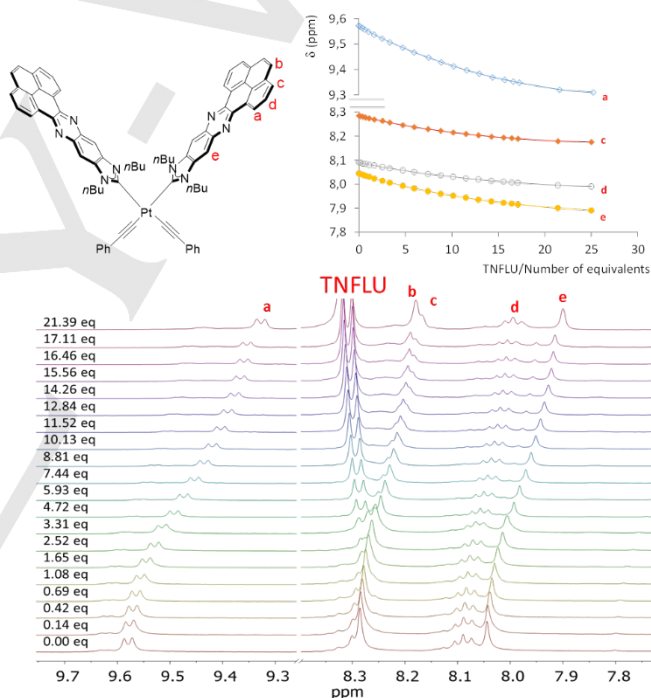 b
c
d
a
e
N
N
N
N
nBu
nBu
nBu
nBu
N
N
N
N
Pt
Ph
Ph
δ (ppm)
9,6
9,5
9,4
9,3
8,3
8,2
8,1
8,0
7,9
7,8
a
c
d
e
0 5 10 15 20 25 30
TNFLU/Number of equivalents
TNFLU
a b c d e
21.39 eq
17.11 eq
16.46 eq
15.56 eq
14.26 eq
12.84 eq
11.52 eq
10.13 eq
8.81 eq
7.44 eq
5.93 eq
4.72 eq
3.31 eq
2.52 eq
1.65 eq
1.08 eq
0.69 eq
0.42 eq
0.14 eq
0.00 eq
9.7 9.6 9.5 9.4 9.3 8.3 8.2 8.1 8.0 7.9 7.8
ppm